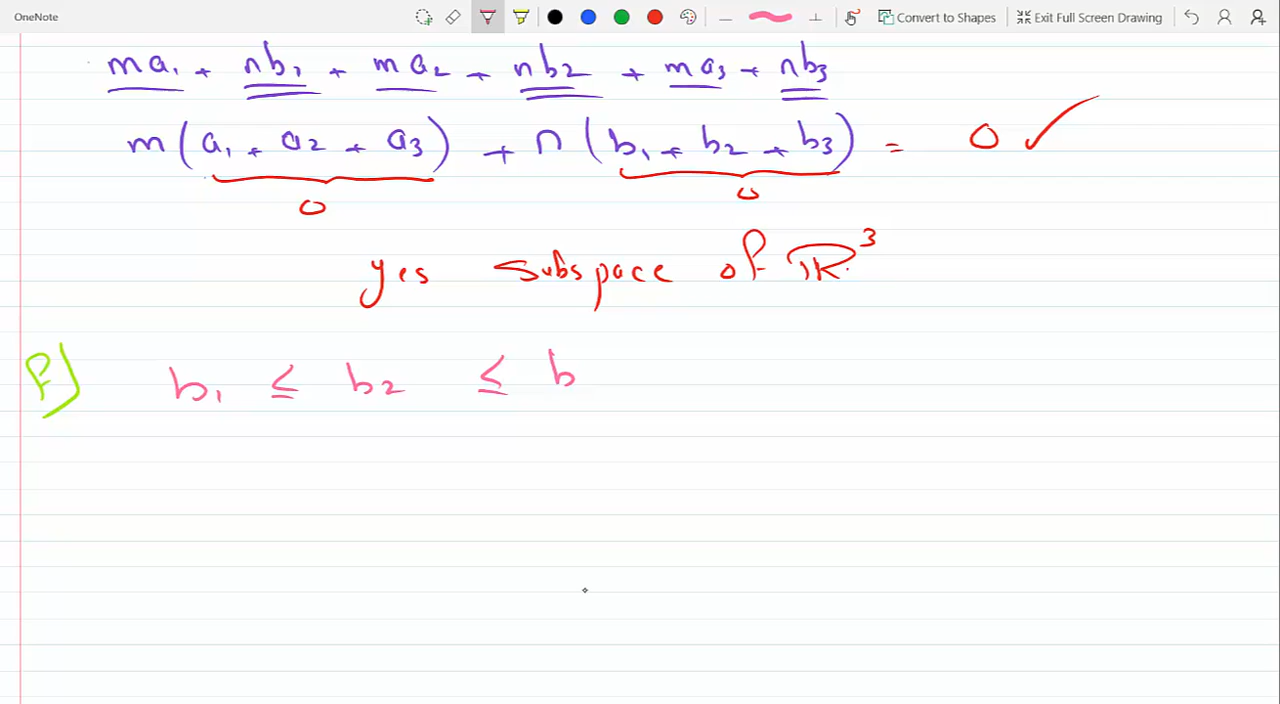 OneNote
Convert to Shapes
Exit Full Screen Drawing
ma₁ + nb₁ + ma₂ + nb₂ + ma₃ + nb₃
m(a₁ + a₂ + a₃) + n(b₁ + b₂ + b₃) = 0 ✓
0 0
yes subspace of ℝ³
F) b₁ ≤ b₂ ≤ b